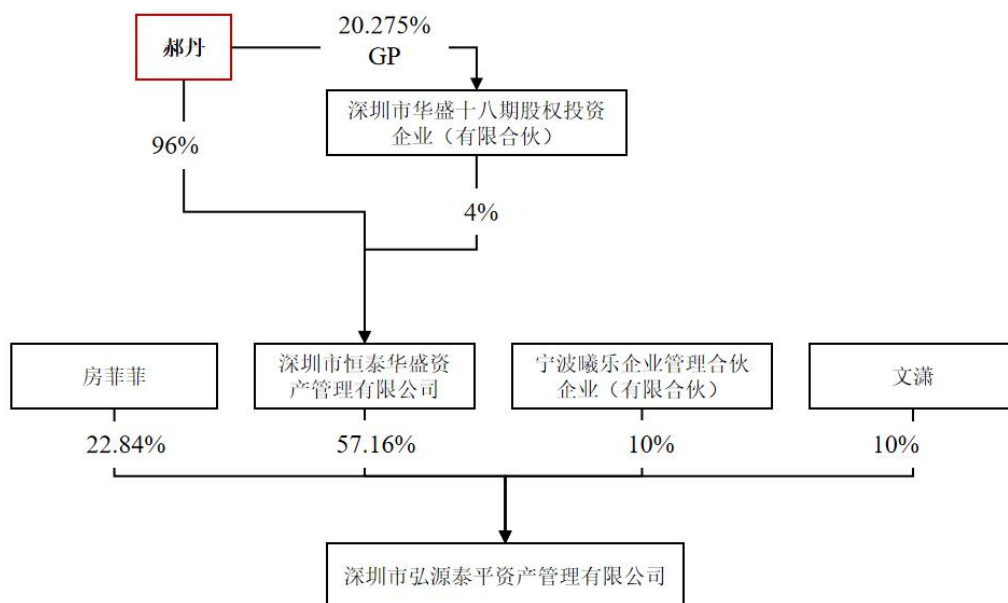 郝丹
20.275%
GP
深圳市华盛十八期股权投资
企业（有限合伙）
96%
4%
房菲菲
深圳市恒泰华盛资
产管理有限公司
宁波曦乐企业管理合伙
企业（有限合伙）
文潇
22.84%
57.16%
10%
10%
深圳市弘源泰平资产管理有限公司